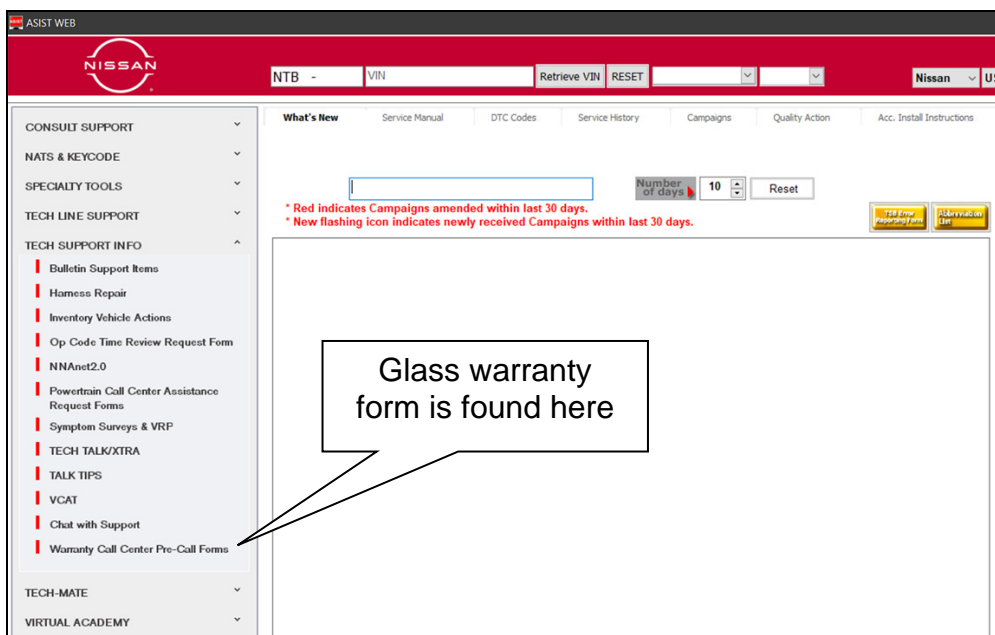 ASIST WEB
NISSAN
NTB - VIN Retrieve VIN RESET Nissan US
What's New Service Manual DTC Codes Service History Campaigns Quality Action Acc. Install Instructions
CONSULT SUPPORT
NATS & KEYCODE
SPECIALTY TOOLS
TECH LINE SUPPORT
TECH SUPPORT INFO
Bulletin Support Items
Harness Repair
Inventory Vehicle Actions
Op Code Time Review Request Form
NNAnet2.0
Powertrain Call Center Assistance
Request Forms
Symptom Surveys & VRP
TECH TALK/XTRA
TALK TIPS
VCAT
Chat with Support
Warranty Call Center Pre-Call Forms
TECH-MATE
VIRTUAL ACADEMY
Number
of days 10 Reset
* Red indicates Campaigns amended within last 30 days.
* New flashing icon indicates newly received Campaigns within last 30 days.
TSB Error
Reporting Form
Abbreviation
List
Glass warranty
form is found here